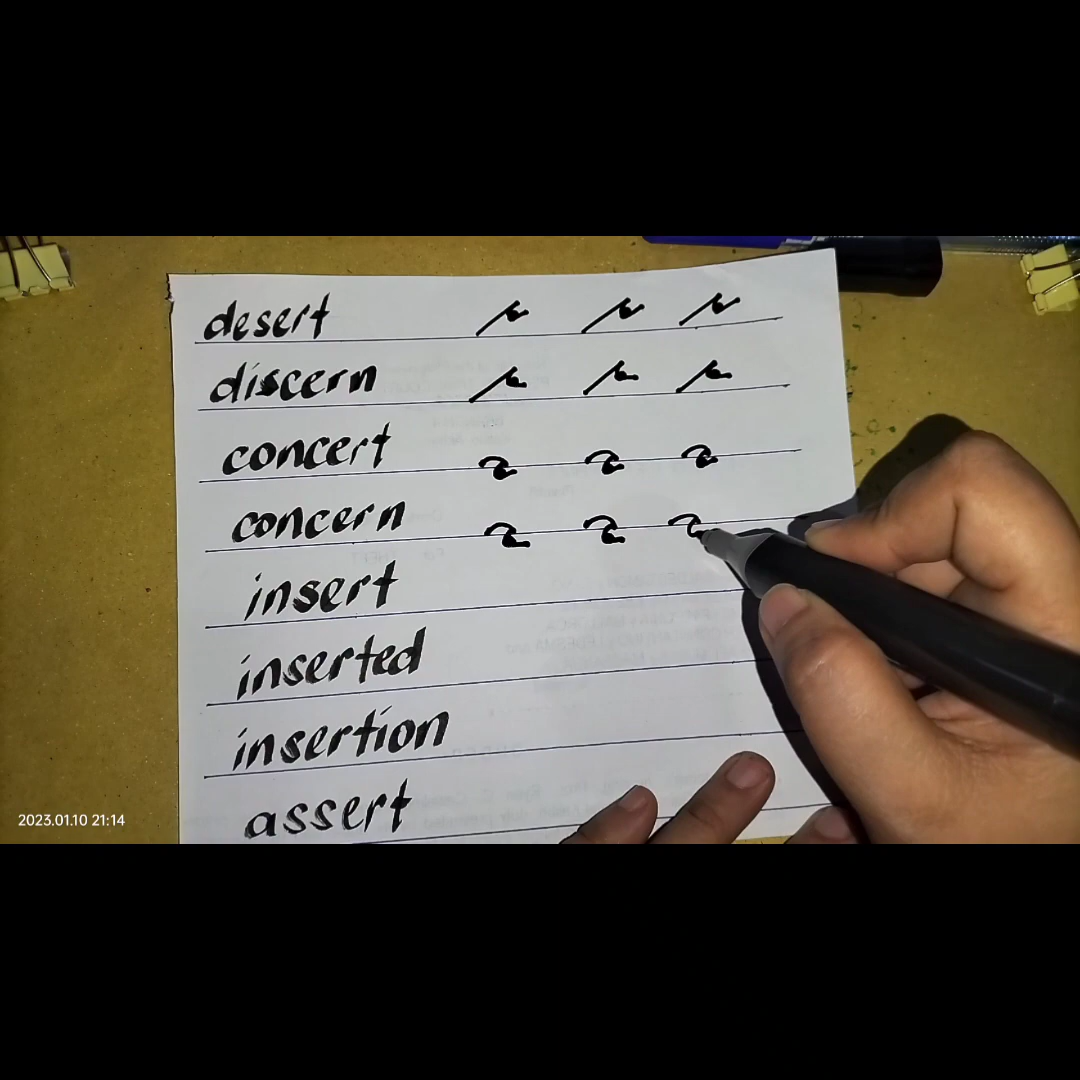 desert
discern
concert
concern
insert
inserted
insertion
assert
2023.01.10 21:14